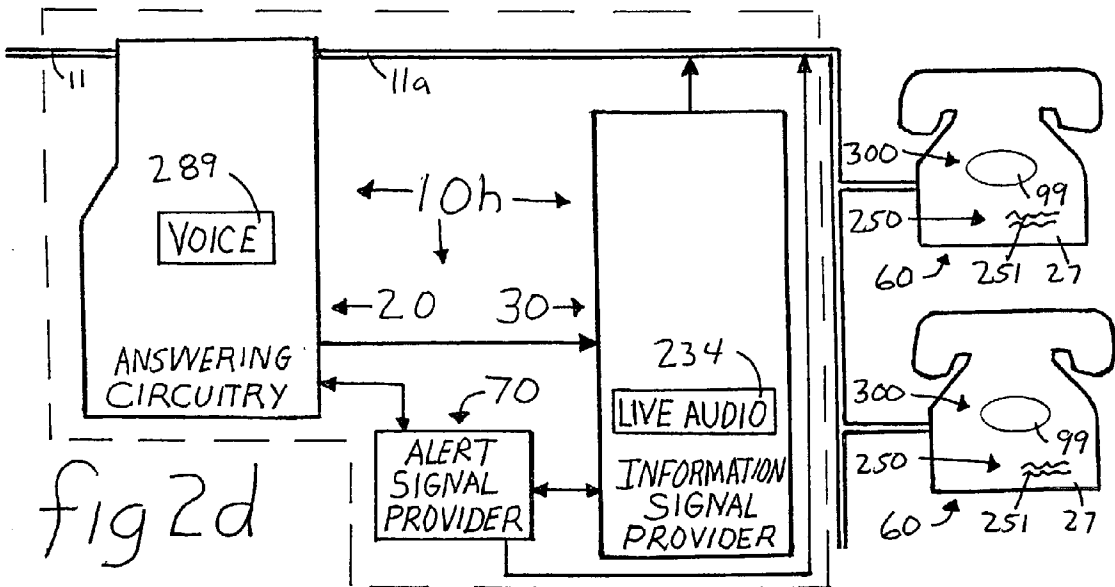 11
11a
289
VOICE
10h
20
30
ANSWERING
CIRCUITRY
70
ALERT
SIGNAL
PROVIDER
234
LIVE AUDIO
INFORMATION
SIGNAL
PROVIDER
300
99
250
60
251
27
300
99
250
60
251
27
fig 2d